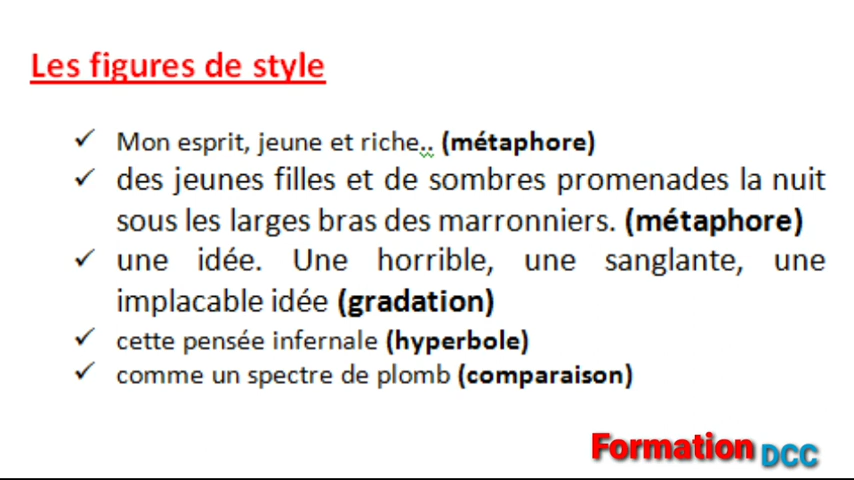 Les figures de style
✓ Mon esprit, jeune et riche.. (métaphore)
✓ des jeunes filles et de sombres promenades la nuit
sous les larges bras des marronniers. (métaphore)
✓ une idée. Une horrible, une sanglante, une
implacable idée (gradation)
✓ cette pensée infernale (hyperbole)
✓ comme un spectre de plomb (comparaison)
Formation DCC